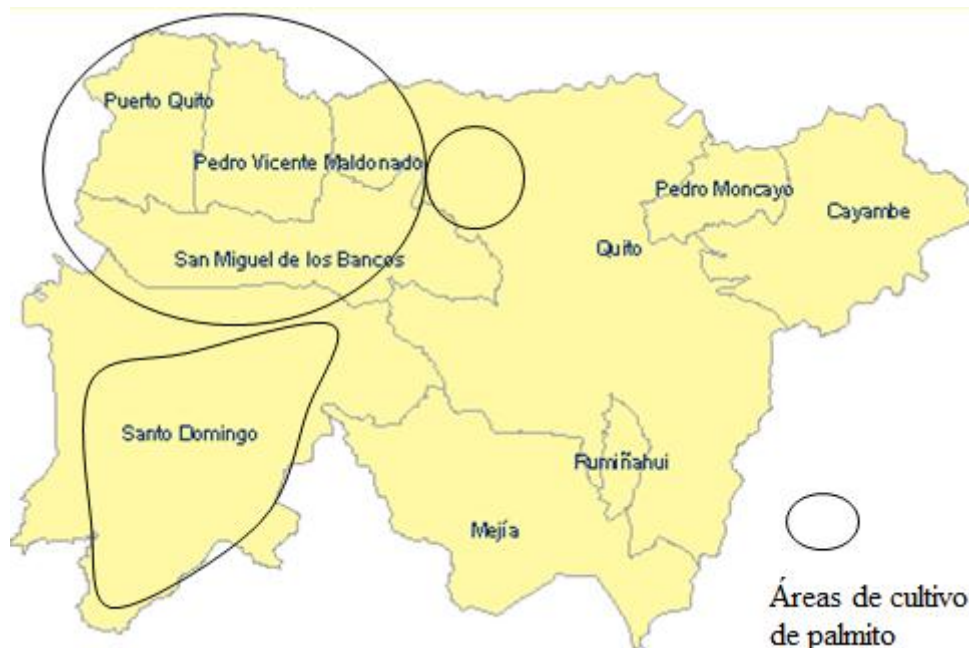 Puerto Quito
Pedro Vicente Maldonado
Pedro Moncayo
Cayambe
Quito
San Miguel de los Bancos
Santo Domingo
Rumiñahui
Mejía
Áreas de cultivo
de palmito